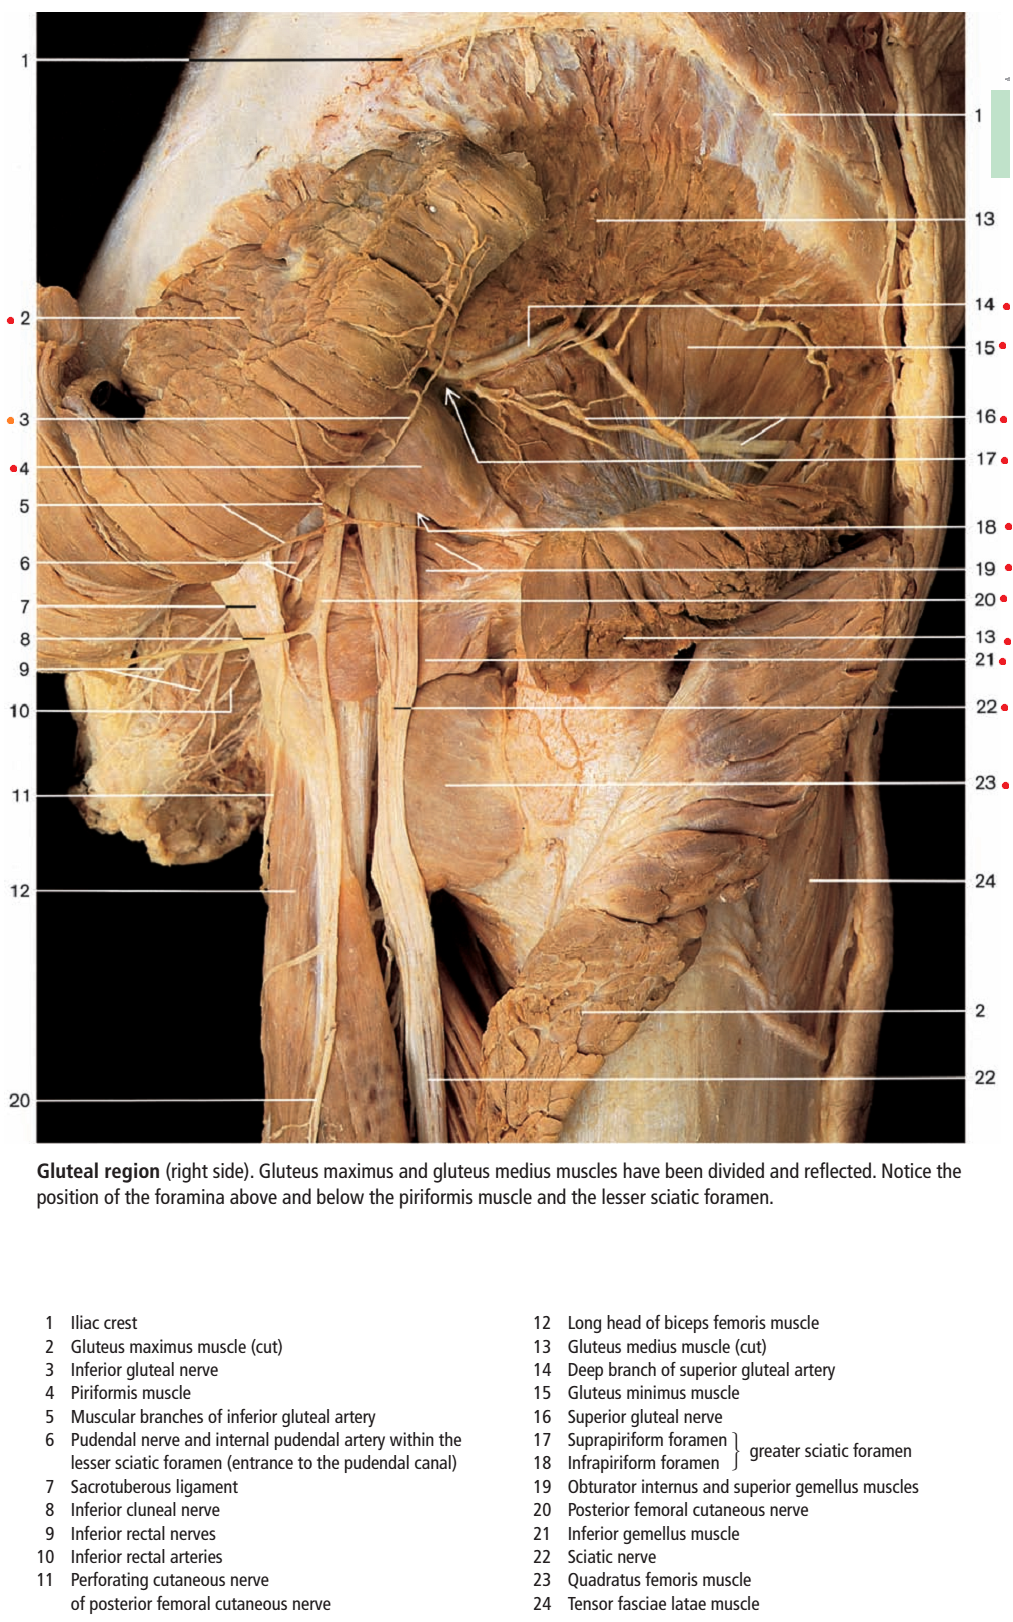 1
1
13
14
2
15
16
3
17
4
5
18
6
19
20
7
8
13
21
9
22
10
23
11
24
12
2
22
20
Gluteal region (right side). Gluteus maximus and gluteus medius muscles have been divided and reflected. Notice the
position of the foramina above and below the piriformis muscle and the lesser sciatic foramen.
1 Iliac crest
2 Gluteus maximus muscle (cut)
3 Inferior gluteal nerve
4 Piriformis muscle
5 Muscular branches of inferior gluteal artery
6 Pudendal nerve and internal pudendal artery within the
lesser sciatic foramen (entrance to the pudendal canal)
7 Sacrotuberous ligament
8 Inferior cluneal nerve
9 Inferior rectal nerves
10 Inferior rectal arteries
11 Perforating cutaneous nerve
of posterior femoral cutaneous nerve
12 Long head of biceps femoris muscle
13 Gluteus medius muscle (cut)
14 Deep branch of superior gluteal artery
15 Gluteus minimus muscle
16 Superior gluteal nerve
17 Suprapiriform foramen
18 Infrapiriform foramen
greater sciatic foramen
19 Obturator internus and superior gemellus muscles
20 Posterior femoral cutaneous nerve
21 Inferior gemellus muscle
22 Sciatic nerve
23 Quadratus femoris muscle
24 Tensor fasciae latae muscle